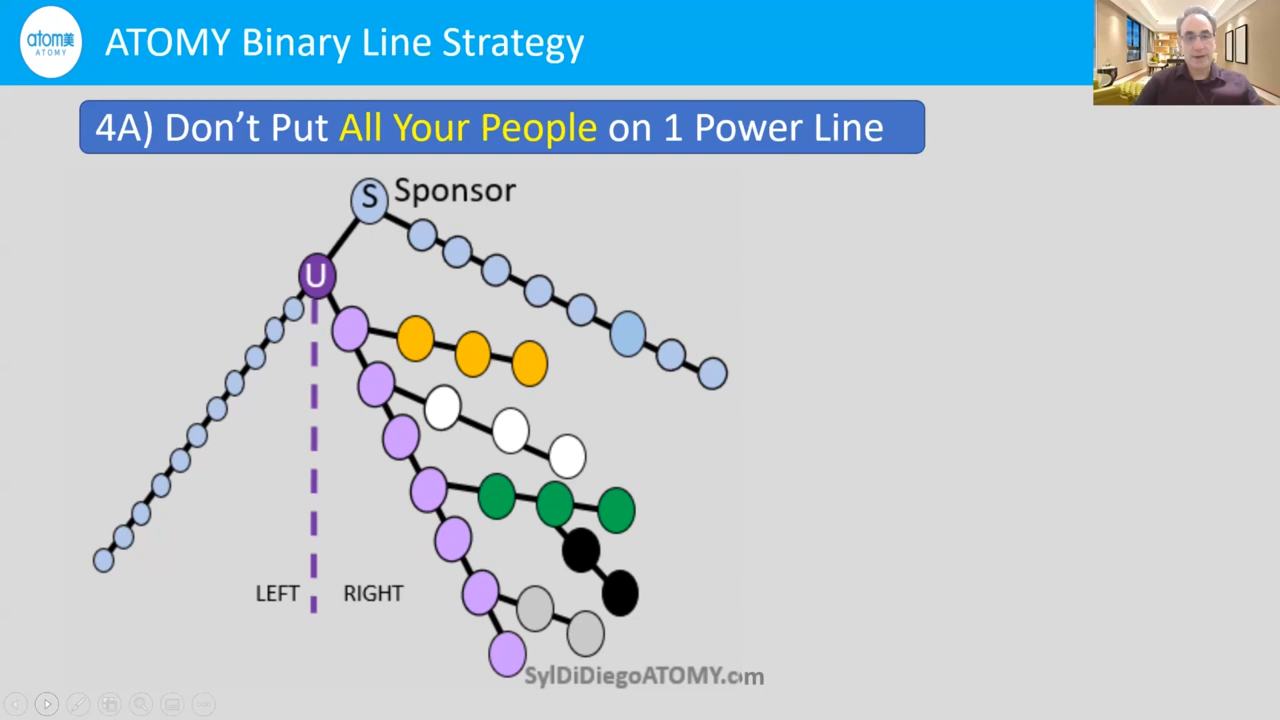 atom美
ATOMY
ATOMY Binary Line Strategy
4A) Don't Put All Your People on 1 Power Line
S Sponsor
U
LEFT RIGHT
SylDiDiegoATOMY.com